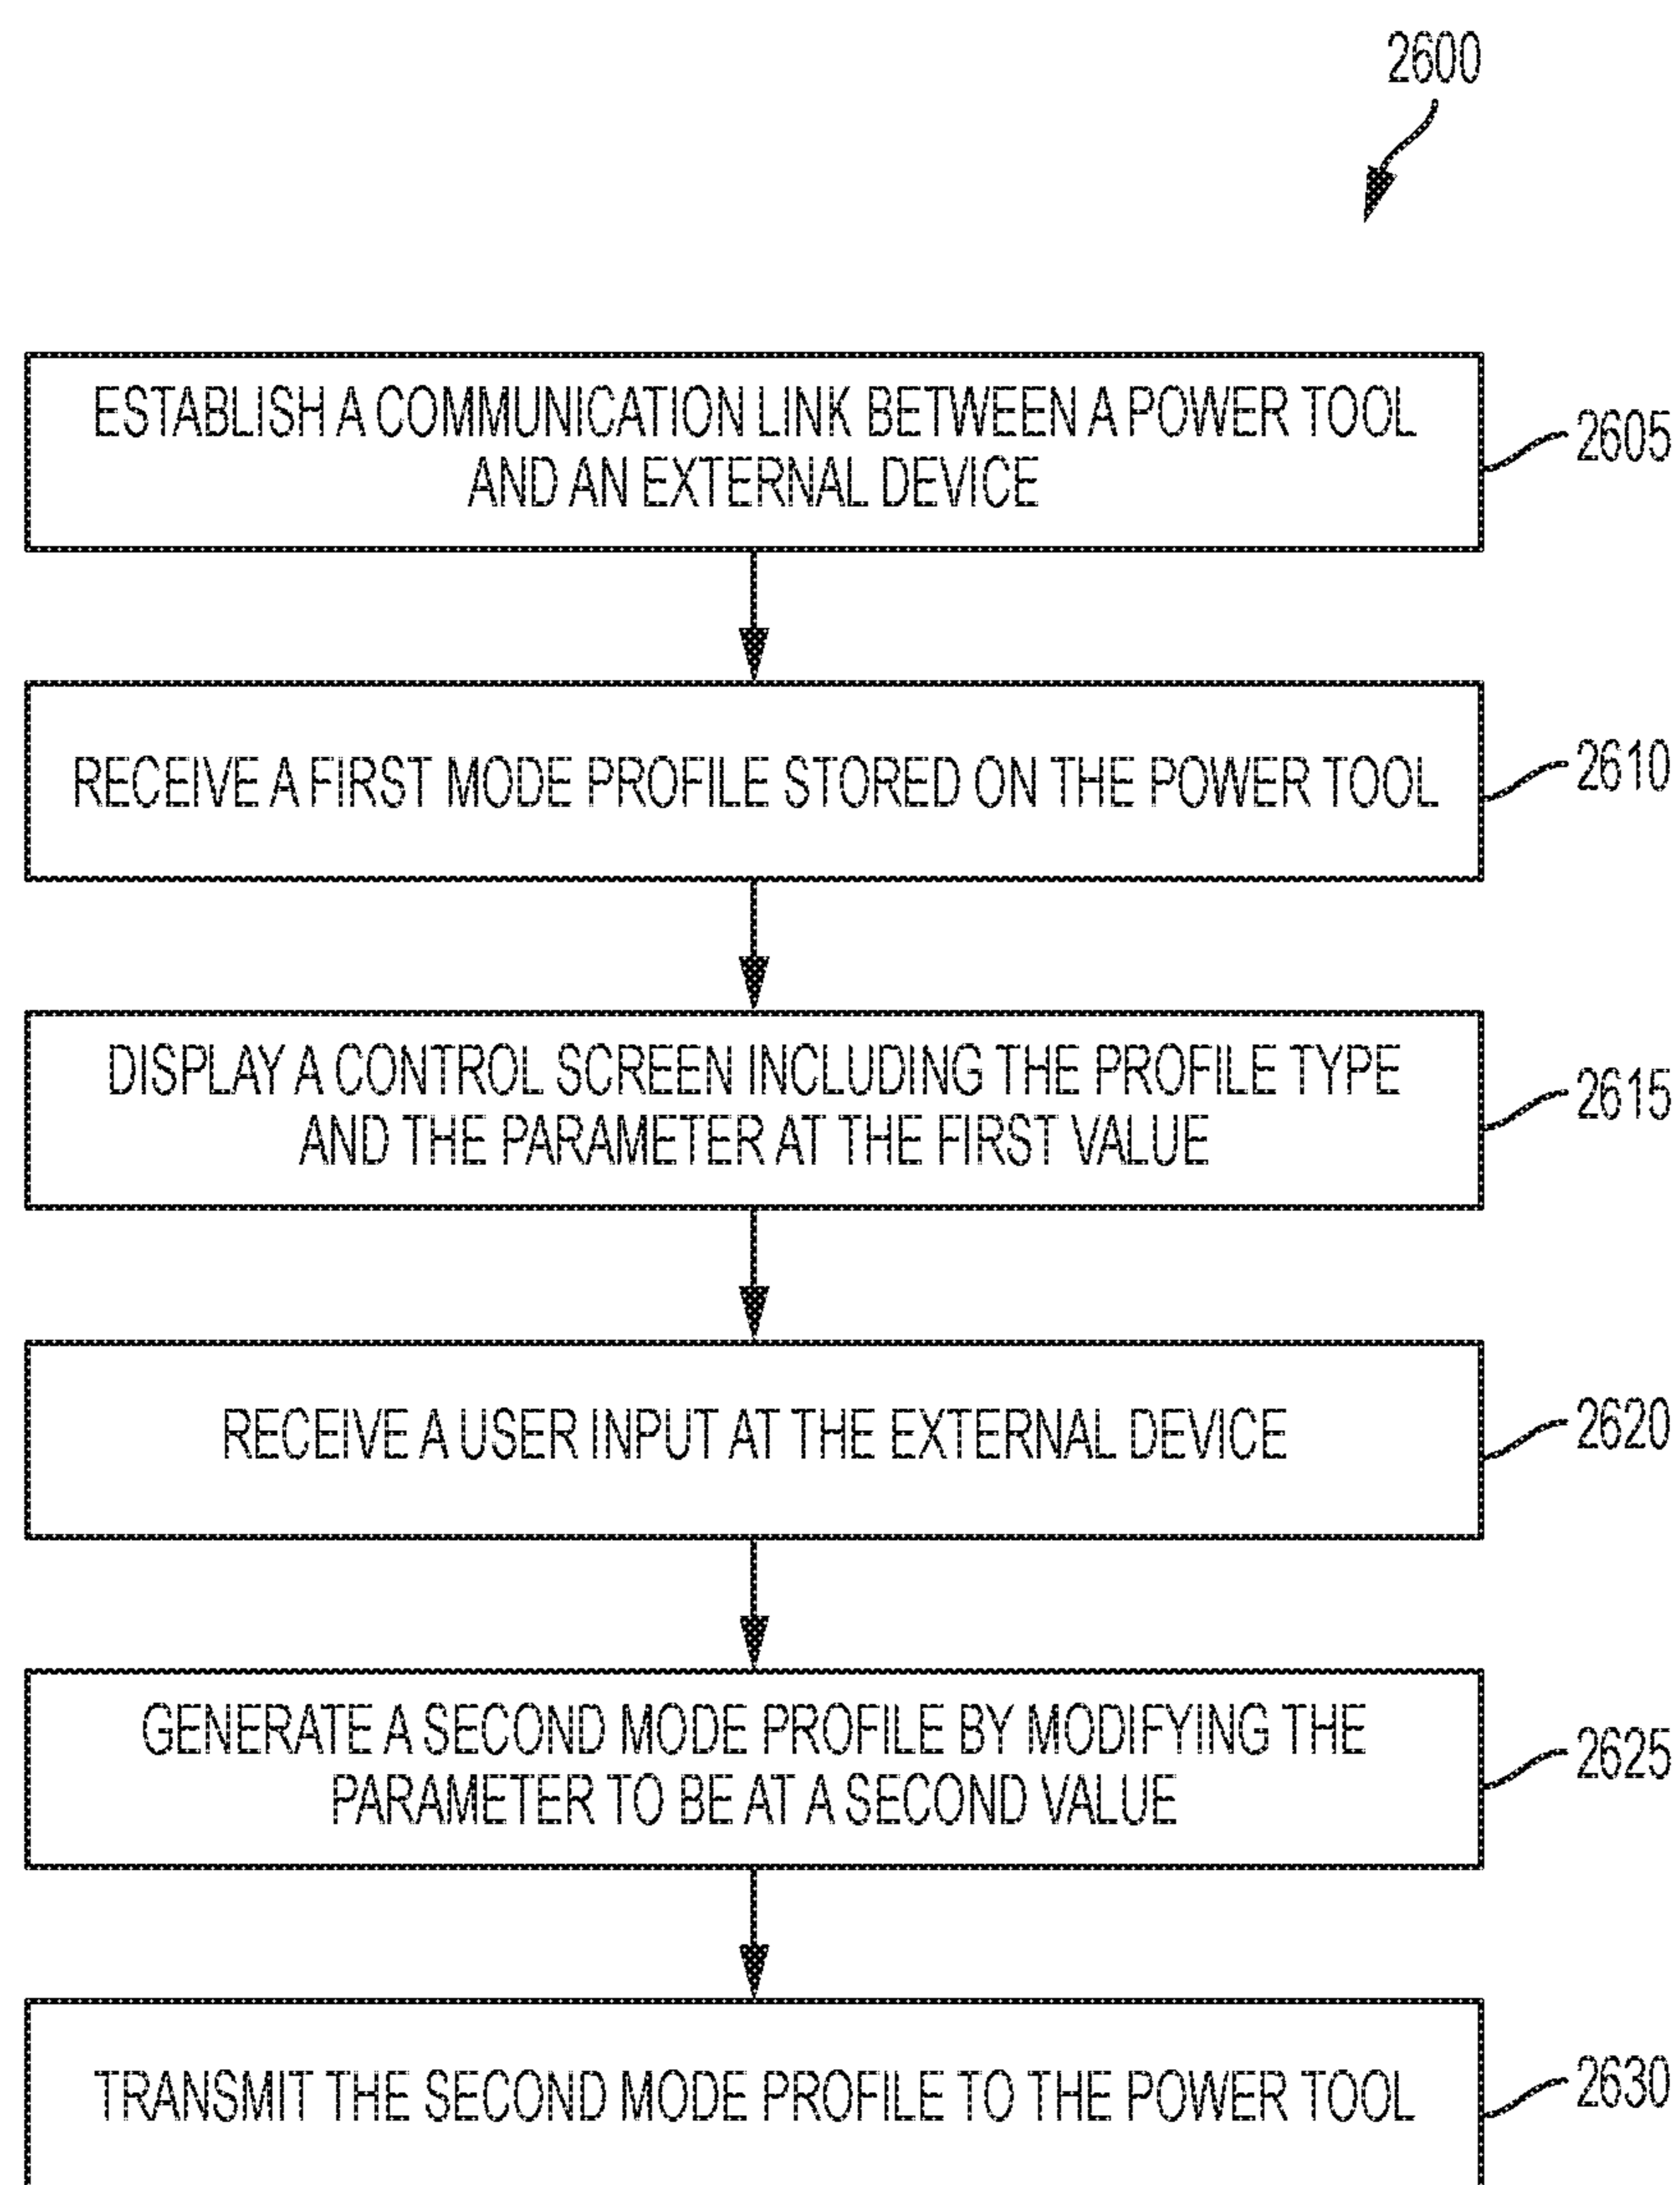 2600
ESTABLISH A COMMUNICATION LINK BETWEEN A POWER TOOL
AND AN EXTERNAL DEVICE
2605
RECEIVE A FIRST MODE PROFILE STORED ON THE POWER TOOL
2610
DISPLAY A CONTROL SCREEN INCLUDING THE PROFILE TYPE
AND THE PARAMETER AT THE FIRST VALUE
2615
RECEIVE A USER INPUT AT THE EXTERNAL DEVICE
2620
GENERATE A SECOND MODE PROFILE BY MODIFYING THE
PARAMETER TO BE AT A SECOND VALUE
2625
TRANSMIT THE SECOND MODE PROFILE TO THE POWER TOOL
2630